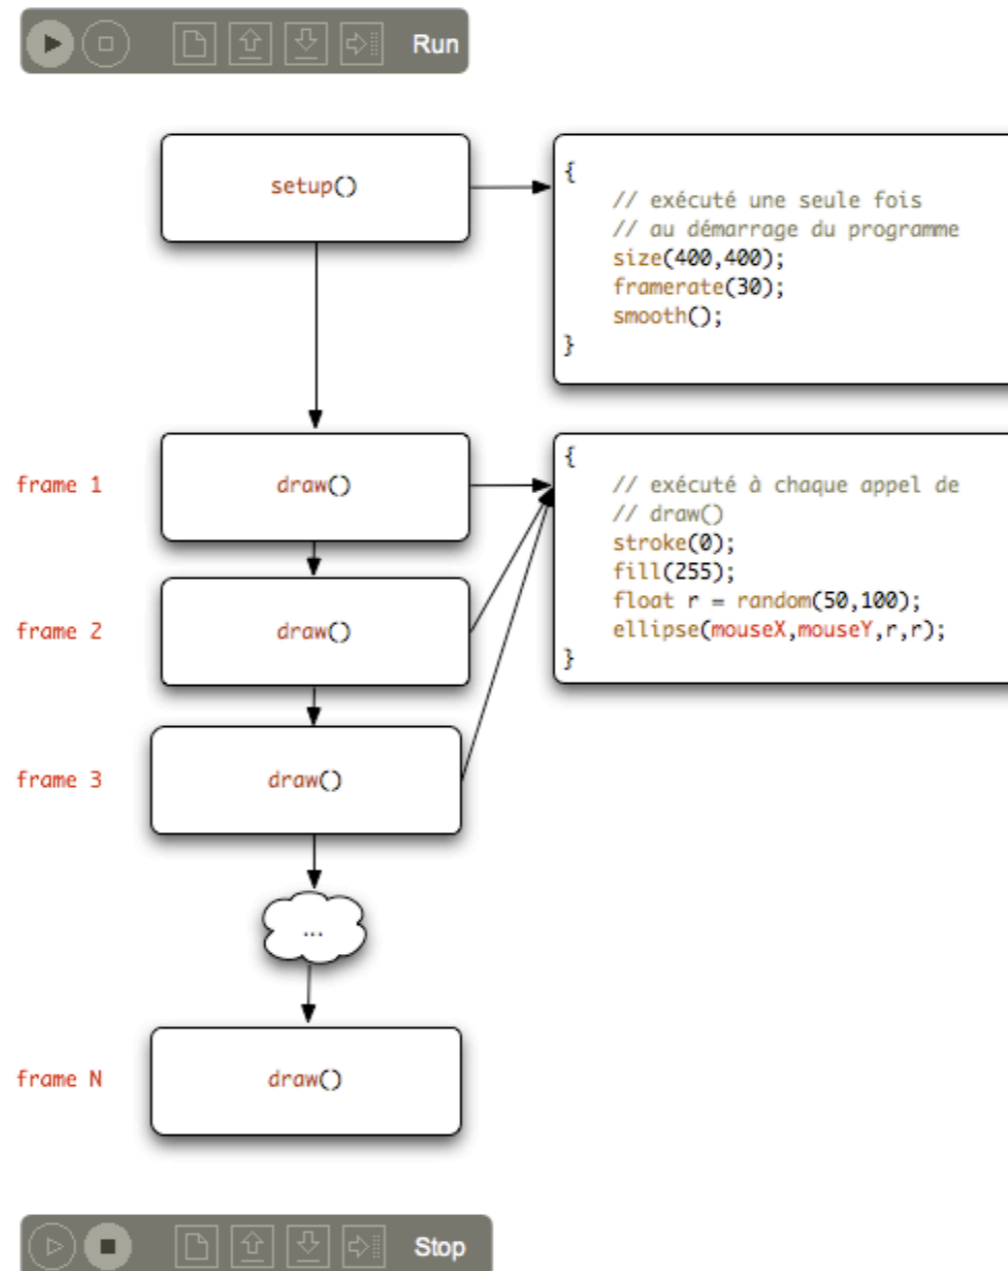 Run
setup()
{
// exécuté une seule fois
// au démarrage du programme
size(400,400);
framerate(30);
smooth();
}
frame 1
draw()
{
// exécuté à chaque appel de
// draw()
stroke(0);
fill(255);
float r = random(50,100);
ellipse(mouseX,mouseY,r,r);
}
frame 2
draw()
frame 3
draw()
...
frame N
draw()
Stop